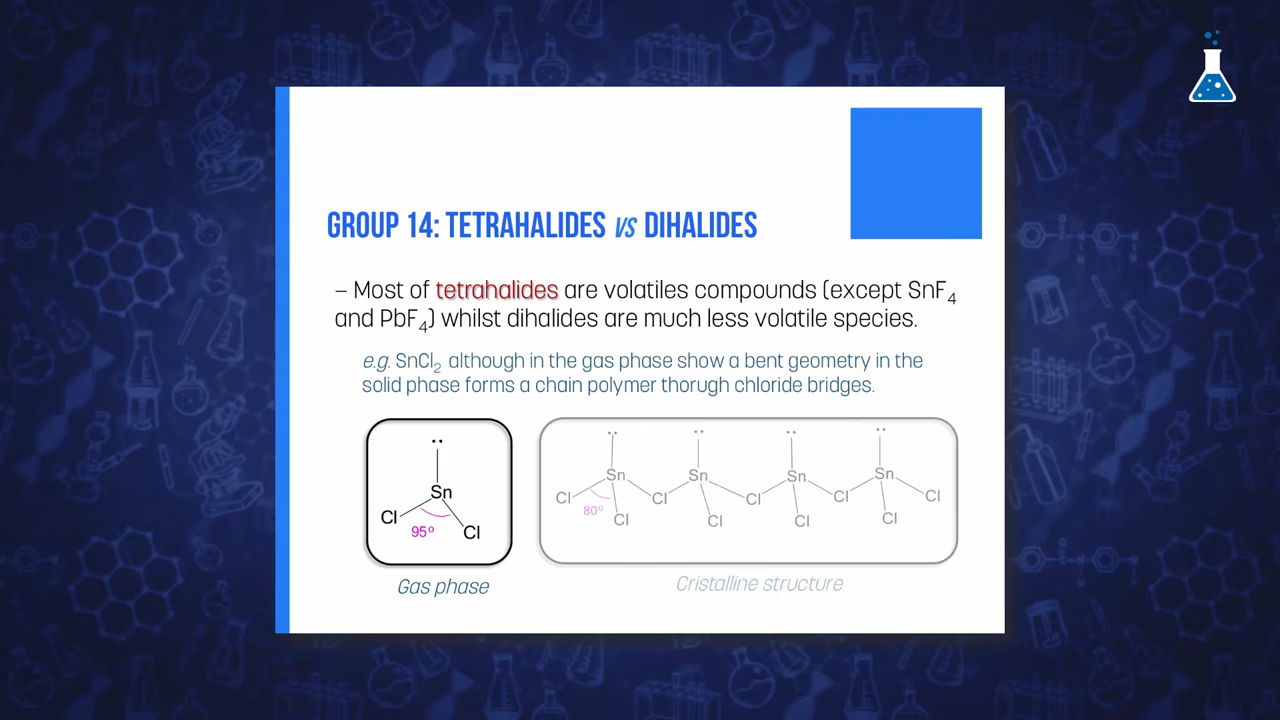 GROUP 14: TETRAHALIDES vs DIHALIDES
– Most of tetrahalides are volatiles compounds (except SnF₄
and PbF₄) whilst dihalides are much less volatile species.
e.g. SnCl₂ although in the gas phase show a bent geometry in the
solid phase forms a chain polymer thorugh chloride bridges.
Sn
Cl
Cl
95º
Gas phase
Sn Sn Sn Sn
Cl Cl Cl Cl Cl
80º
Cl Cl Cl Cl
Cristalline structure